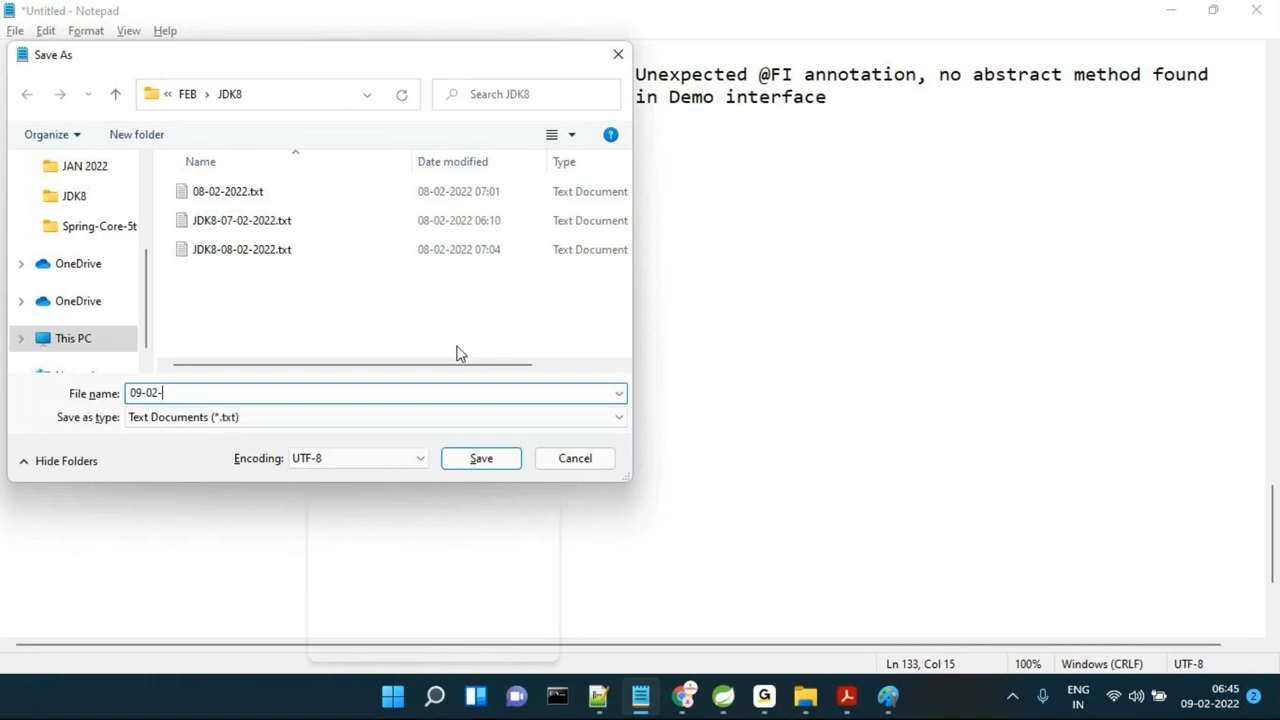 *Untitled - Notepad
File Edit Format View Help
Save As
Unexpected @FI annotation, no abstract method found
in Demo interface
« FEB › JDK8
Search JDK8
Organize
New folder
Name
Date modified
Type
JAN 2022
JDK8
Spring-Core-5t
OneDrive
OneDrive
This PC
08-02-2022.txt 08-02-2022 07:01 Text Document
JDK8-07-02-2022.txt 08-02-2022 06:10 Text Document
JDK8-08-02-2022.txt 08-02-2022 07:04 Text Document
File name: 09-02-
Save as type: Text Documents (*.txt)
Hide Folders
Encoding: UTF-8
Save
Cancel
Ln 133, Col 15 100% Windows (CRLF) UTF-8
ENG
IN
06:45
09-02-2022
2